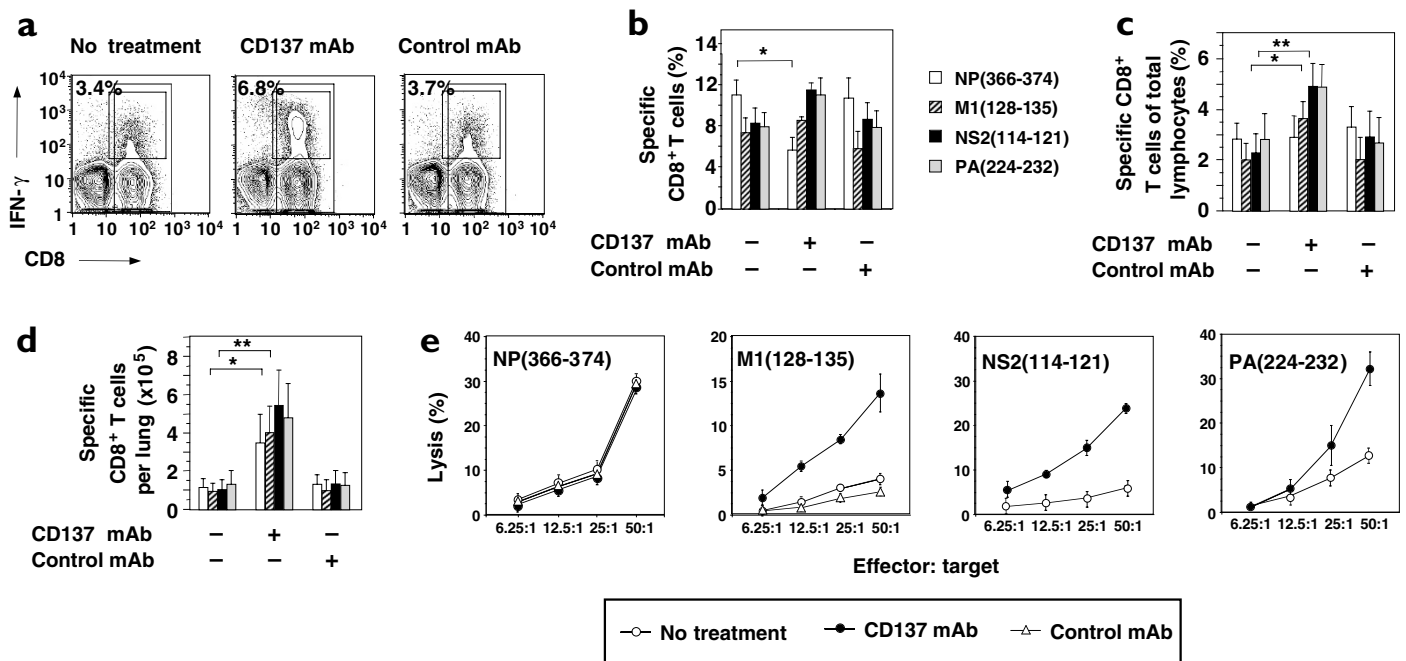 a
No treatment
CD137 mAb
Control mAb
10⁴
10³
10²
10
1
3.4%
6.8%
3.7%
1 10 10² 10³ 10⁴
1 10 10² 10³ 10⁴
1 10 10² 10³ 10⁴
IFN-γ
CD8
b
Specific
CD8⁺ T cells (%)
14
12
8
4
0
*
CD137 mAb − + −
Control mAb − − +
NP(366-374)
M1(128-135)
NS2(114-121)
PA(224-232)
c
Specific CD8⁺
T cells of total
lymphocytes (%)
6
4
2
0
**
*
CD137 mAb − + −
Control mAb − − +
d
Specific
CD8⁺ T cells
per lung (x10⁵)
8
6
4
2
1
0
**
*
CD137 mAb − + −
Control mAb − − +
e
Lysis (%)
NP(366-374)
40
30
20
10
0
6.25:1 12.5:1 25:1 50:1
M1(128-135)
20
15
10
5
0
6.25:1 12.5:1 25:1 50:1
NS2(114-121)
40
30
20
10
0
6.25:1 12.5:1 25:1 50:1
PA(224-232)
40
30
20
10
0
6.25:1 12.5:1 25:1 50:1
Effector: target
No treatment CD137 mAb Control mAb